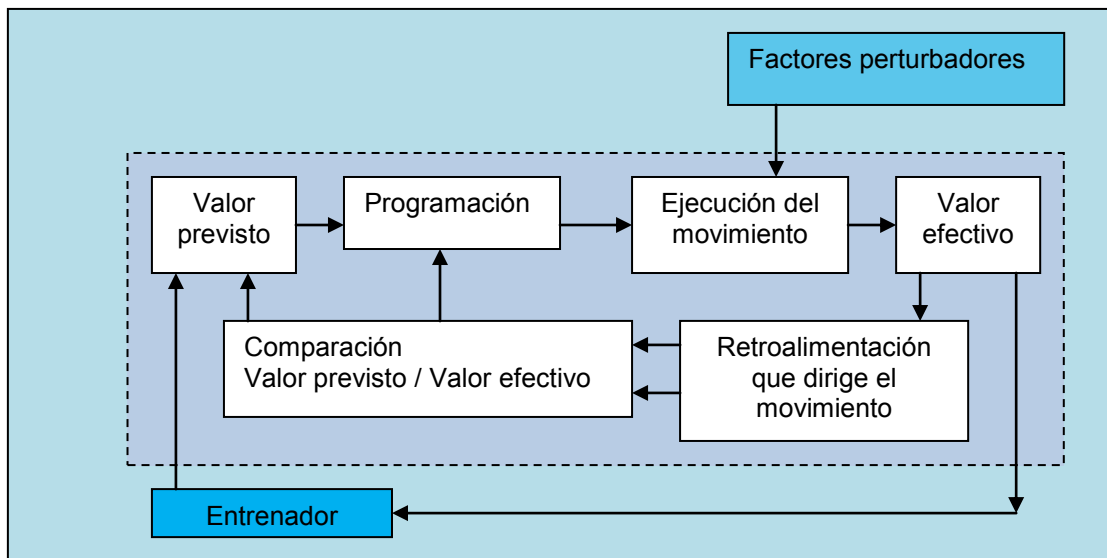 Factores perturbadores
Valor
previsto
Programación
Ejecución del
movimiento
Valor
efectivo
Comparación
Valor previsto / Valor efectivo
Retroalimentación
que dirige el
movimiento
Entrenador